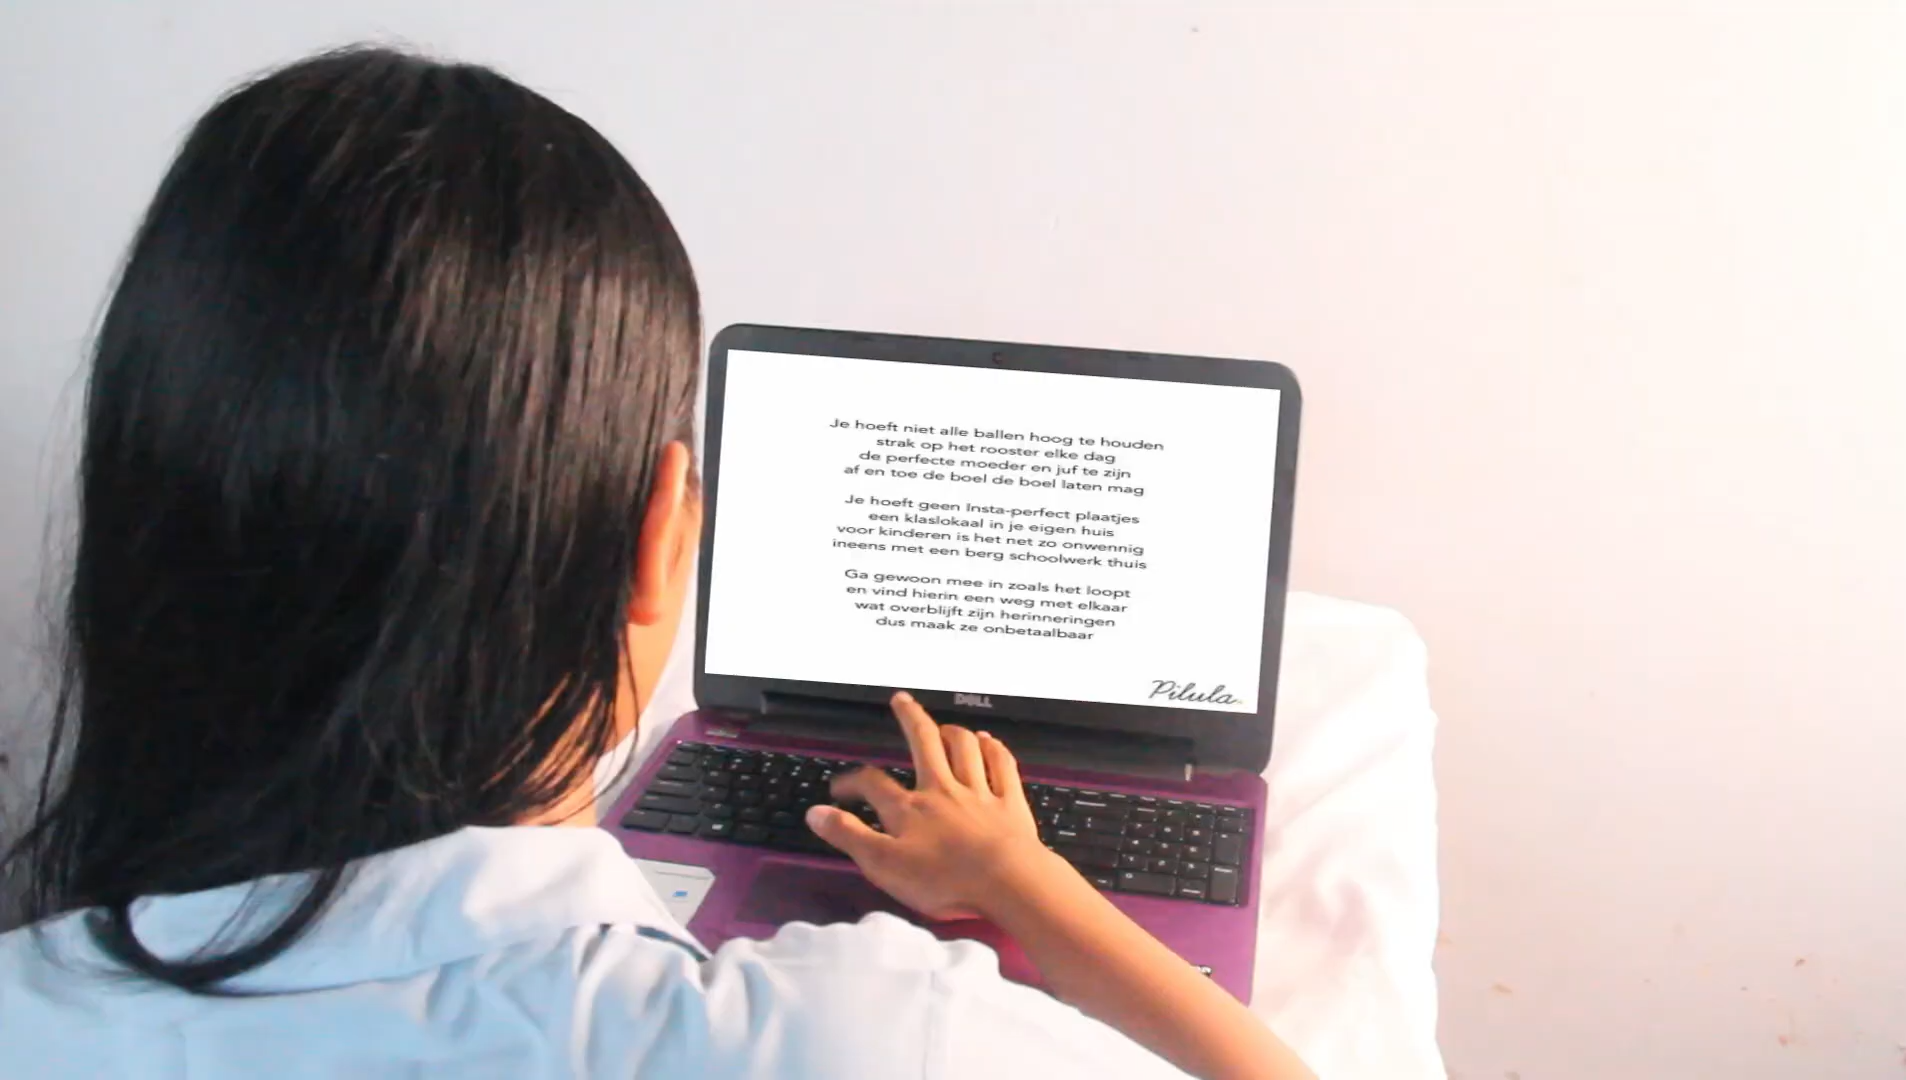 Je hoeft niet alle ballen hoog te houden
strak op het rooster elke dag
de perfecte moeder en juf te zijn
af en toe de boel de boel laten mag
Je hoeft geen Insta-perfect plaatjes
een klaslokaal in je eigen huis
voor kinderen is het net zo onwennig
ineens met een berg schoolwerk thuis
Ga gewoon mee in zoals het loopt
en vind hierin een weg met elkaar
wat overblijft zijn herinneringen
dus maak ze onbetaalbaar
Pilula
DELL